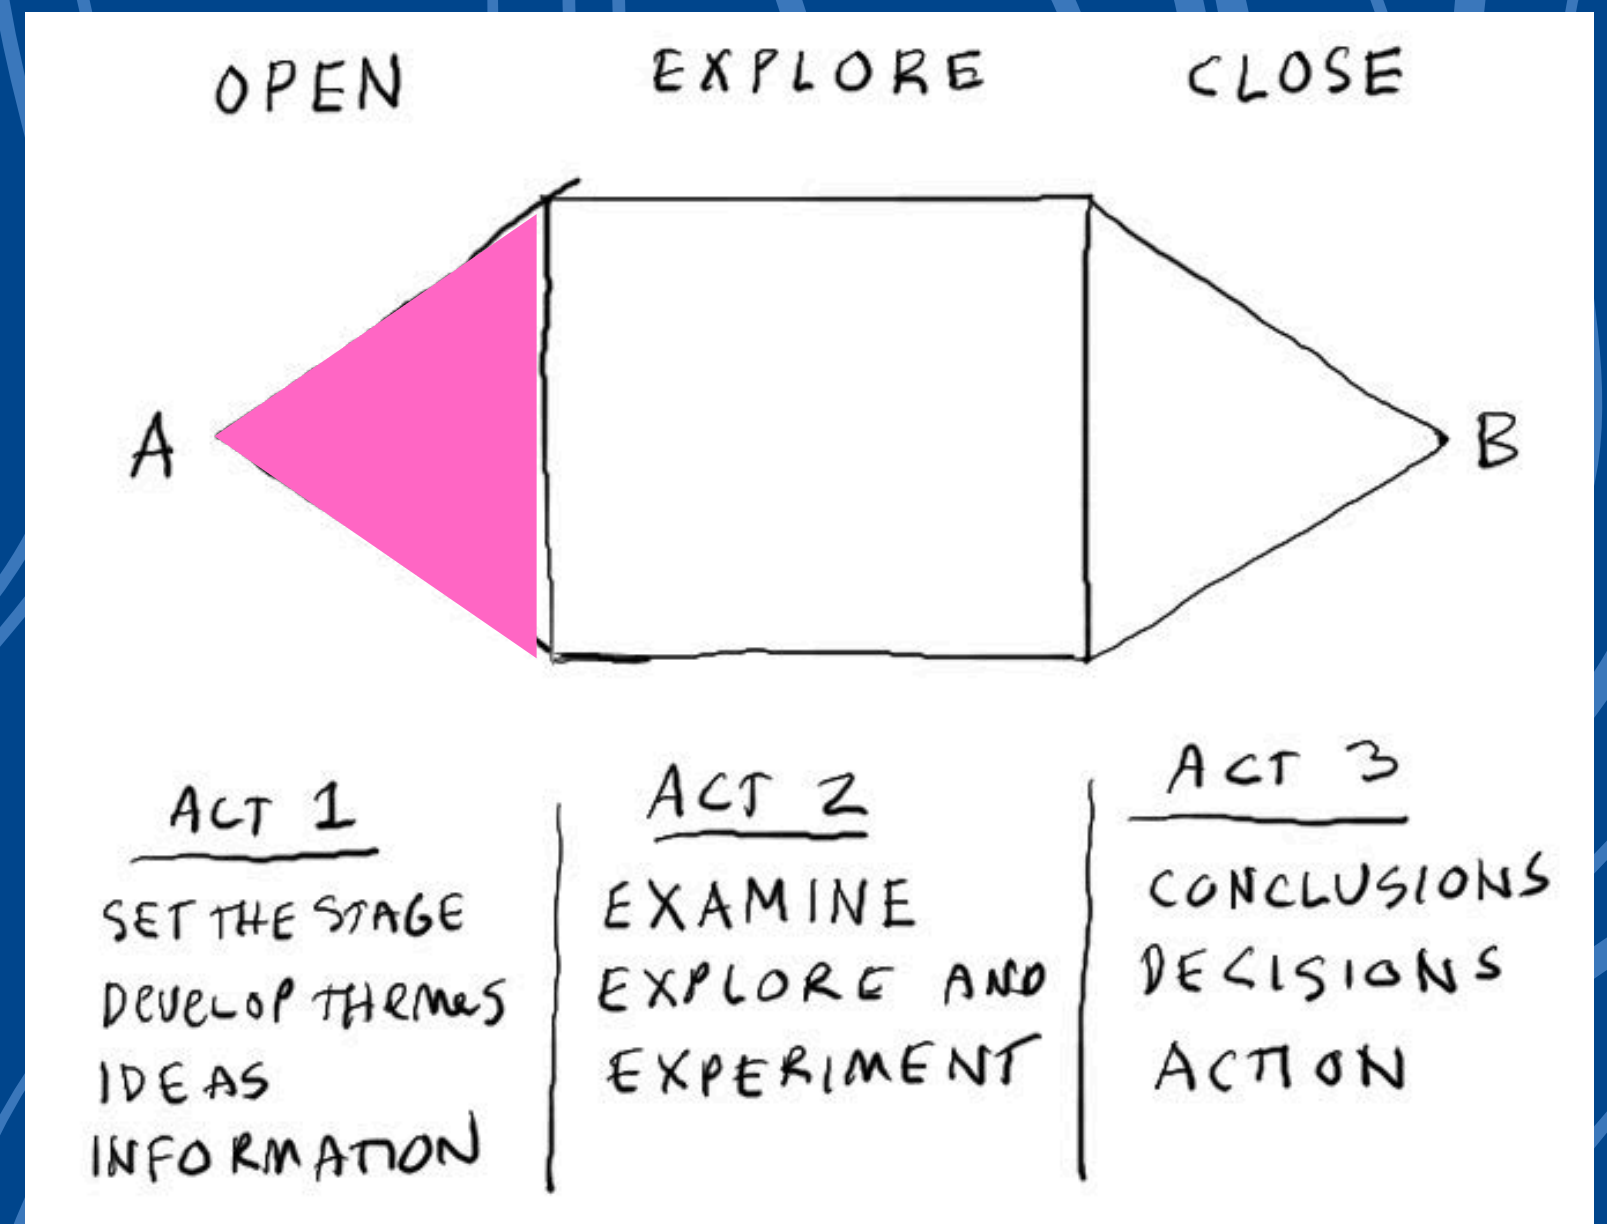 OPEN EXPLORE CLOSE
A B
ACT 1
SET THE STAGE
DEVELOP THEMES
IDEAS
INFORMATION
ACT 2
EXAMINE
EXPLORE AND
EXPERIMENT
ACT 3
CONCLUSIONS
DECISIONS
ACTION